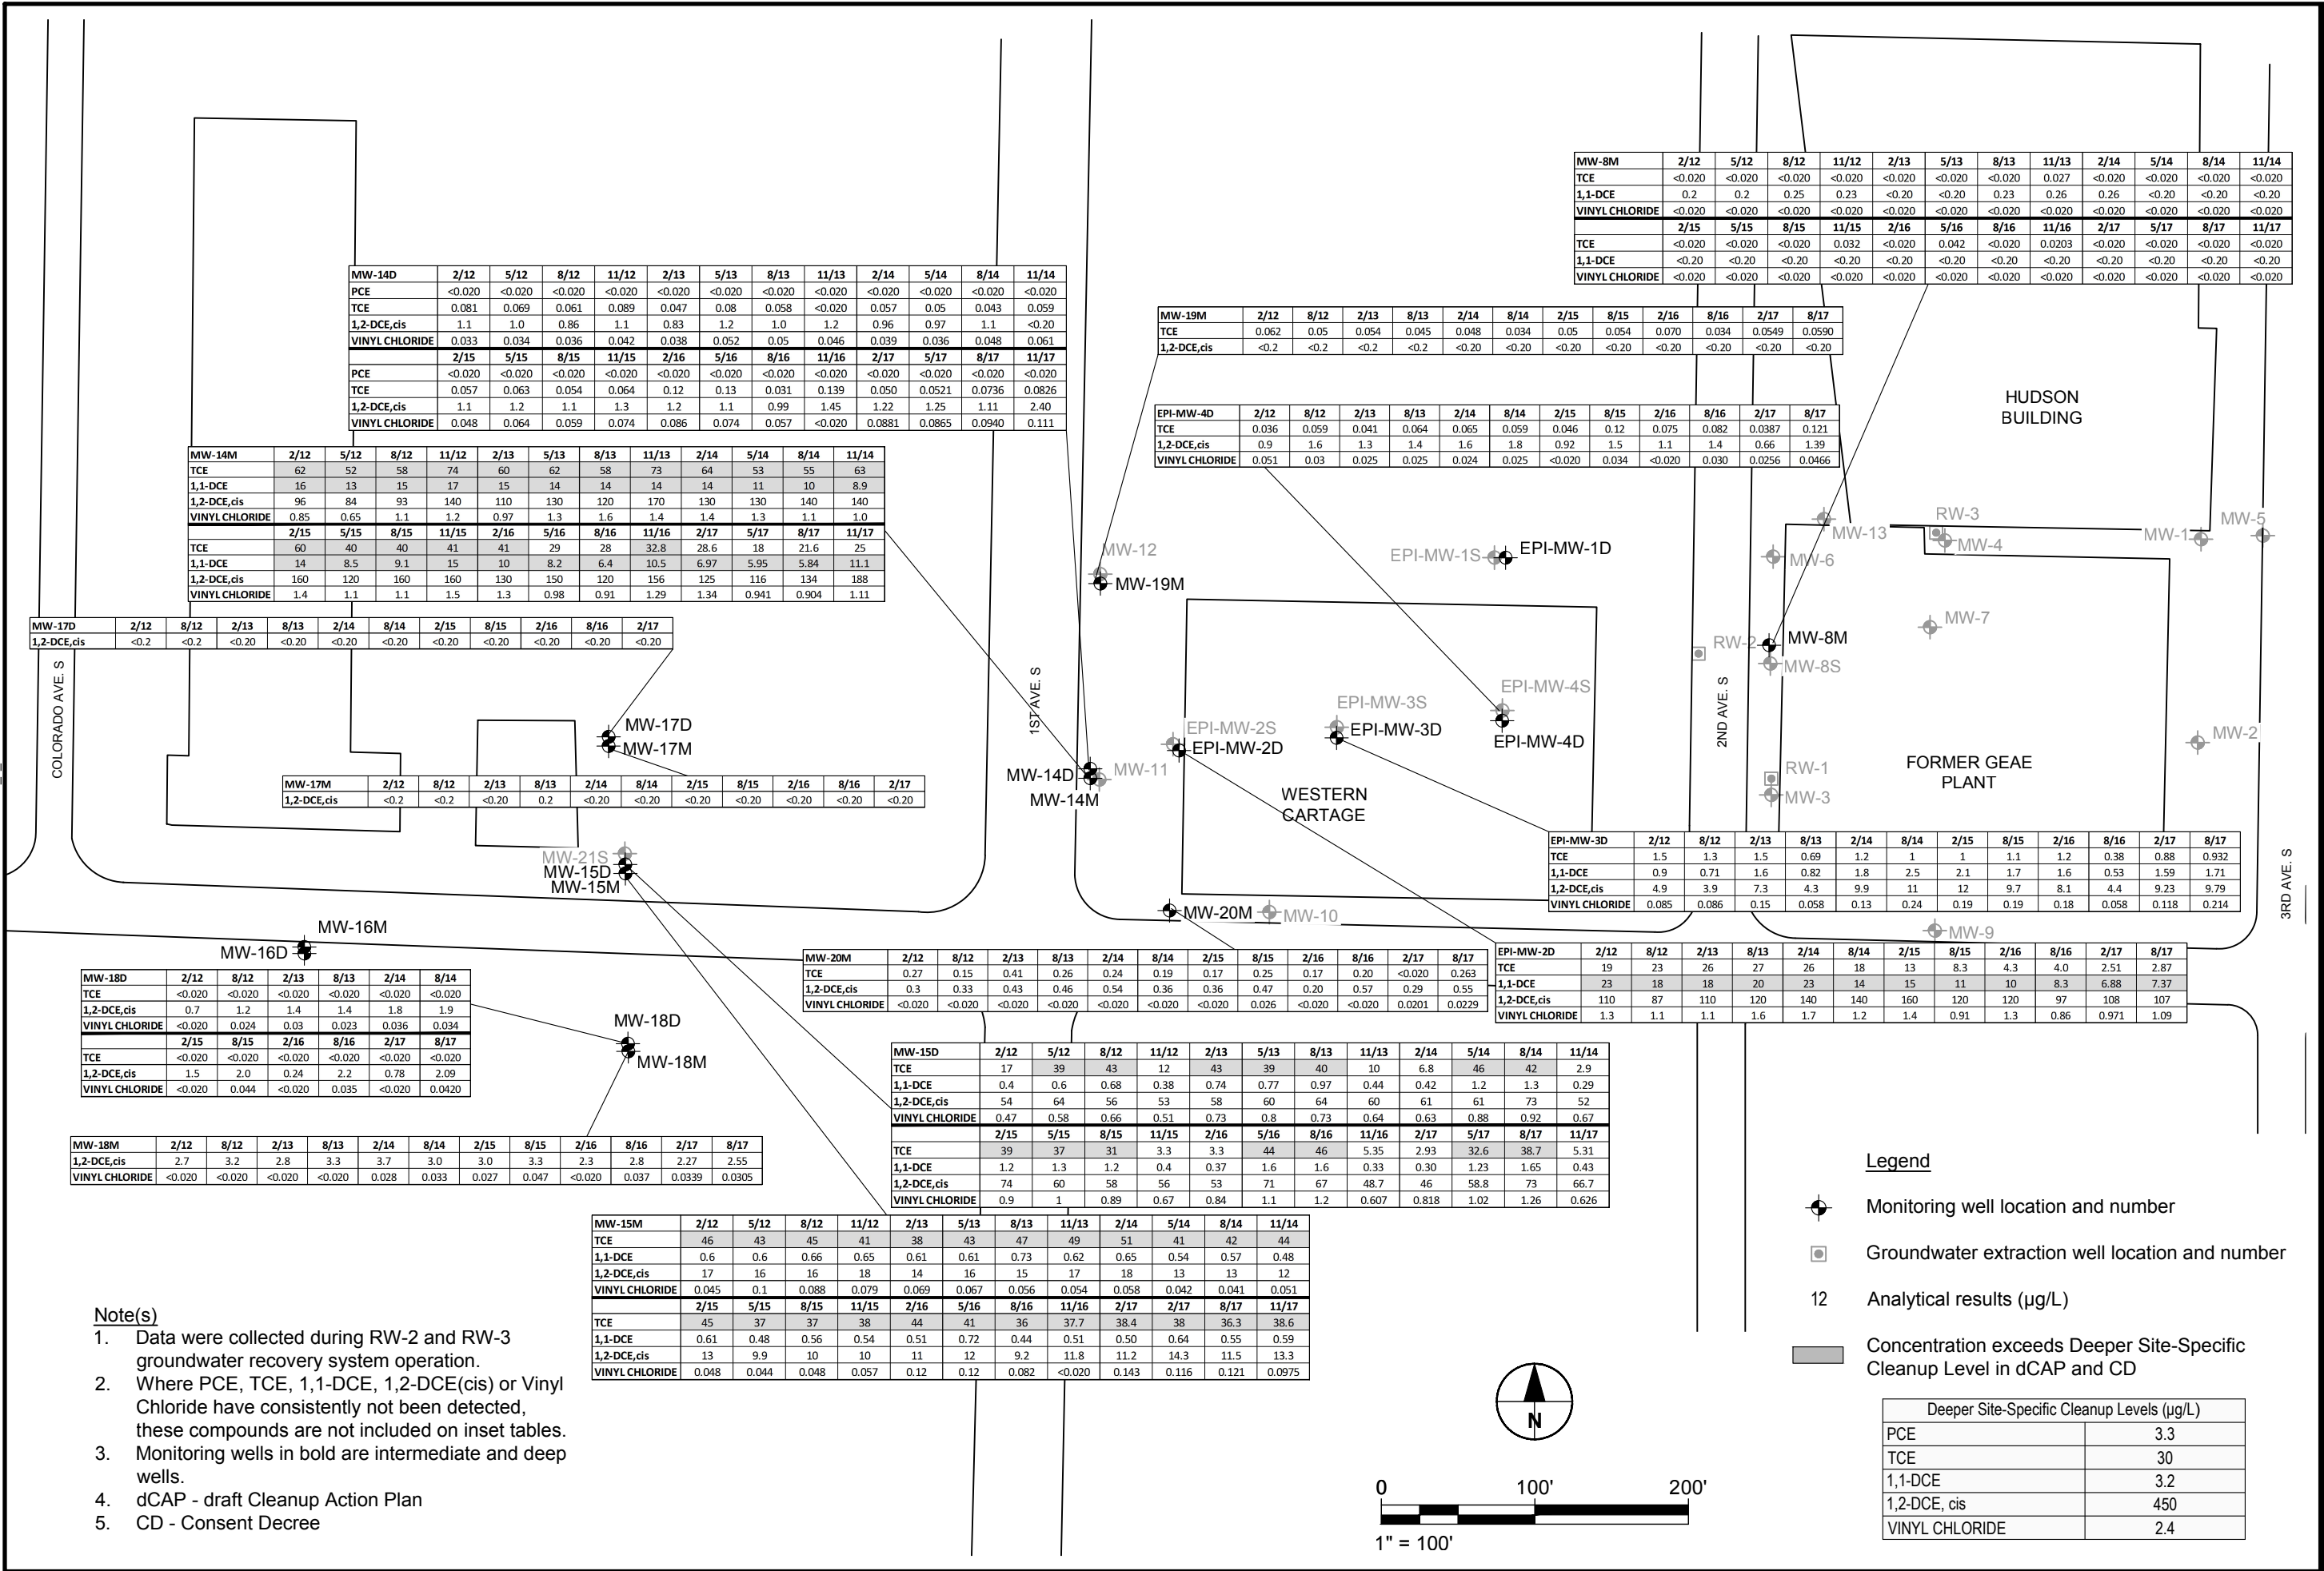 MW-8M 2/12 5/12 8/12 11/12 2/13 5/13 8/13 11/13 2/14 5/14 8/14 11/14
TCE <0.020 <0.020 <0.020 <0.020 <0.020 <0.020 <0.020 0.027 <0.020 <0.020 <0.020 <0.020
1,1-DCE 0.2 0.2 0.25 0.23 <0.20 <0.20 0.23 0.26 0.26 <0.20 <0.20 <0.20
VINYL CHLORIDE <0.020 <0.020 <0.020 <0.020 <0.020 <0.020 <0.020 <0.020 <0.020 <0.020 <0.020 <0.020
2/15 5/15 8/15 11/15 2/16 5/16 8/16 11/16 2/17 5/17 8/17 11/17
TCE <0.020 <0.020 <0.020 0.032 <0.020 0.042 <0.020 0.0203 <0.020 <0.020 <0.020 <0.020
1,1-DCE <0.20 <0.20 <0.20 <0.20 <0.20 <0.20 <0.20 <0.20 <0.20 <0.20 <0.20 <0.20
VINYL CHLORIDE <0.020 <0.020 <0.020 <0.020 <0.020 <0.020 <0.020 <0.020 <0.020 <0.020 <0.020 <0.020
MW-14D 2/12 5/12 8/12 11/12 2/13 5/13 8/13 11/13 2/14 5/14 8/14 11/14
PCE <0.020 <0.020 <0.020 <0.020 <0.020 <0.020 <0.020 <0.020 <0.020 <0.020 <0.020 <0.020
TCE 0.081 0.069 0.061 0.089 0.047 0.08 0.058 <0.020 0.057 0.05 0.043 0.059
1,2-DCE,cis 1.1 1.0 0.86 1.1 0.83 1.2 1.0 1.2 0.96 0.97 1.1 <0.20
VINYL CHLORIDE 0.033 0.034 0.036 0.042 0.038 0.052 0.05 0.046 0.039 0.036 0.048 0.061
2/15 5/15 8/15 11/15 2/16 5/16 8/16 11/16 2/17 5/17 8/17 11/17
PCE <0.020 <0.020 <0.020 <0.020 <0.020 <0.020 <0.020 <0.020 <0.020 <0.020 <0.020 <0.020
TCE 0.057 0.063 0.054 0.064 0.12 0.13 0.031 0.139 0.050 0.0521 0.0736 0.0826
1,2-DCE,cis 1.1 1.2 1.1 1.3 1.2 1.1 0.99 1.45 1.22 1.25 1.11 2.40
VINYL CHLORIDE 0.048 0.064 0.059 0.074 0.086 0.074 0.057 <0.020 0.0881 0.0865 0.0940 0.111
MW-19M 2/12 8/12 2/13 8/13 2/14 8/14 2/15 8/15 2/16 8/16 2/17 8/17
TCE 0.062 0.05 0.054 0.045 0.048 0.034 0.05 0.054 0.070 0.034 0.0549 0.0590
1,2-DCE,cis <0.2 <0.2 <0.2 <0.2 <0.20 <0.20 <0.20 <0.20 <0.20 <0.20 <0.20 <0.20
EPI-MW-4D 2/12 8/12 2/13 8/13 2/14 8/14 2/15 8/15 2/16 8/16 2/17 8/17
TCE 0.036 0.059 0.041 0.064 0.065 0.059 0.046 0.12 0.075 0.082 0.0387 0.121
1,2-DCE,cis 0.9 1.6 1.3 1.4 1.6 1.8 0.92 1.5 1.1 1.4 0.66 1.39
VINYL CHLORIDE 0.051 0.03 0.025 0.025 0.024 0.025 <0.020 0.034 <0.020 0.030 0.0256 0.0466
HUDSON
BUILDING
MW-14M 2/12 5/12 8/12 11/12 2/13 5/13 8/13 11/13 2/14 5/14 8/14 11/14
TCE 62 52 58 74 60 62 58 73 64 53 55 63
1,1-DCE 16 13 15 17 15 14 14 14 14 11 10 8.9
1,2-DCE,cis 96 84 93 140 110 130 120 170 130 130 140 140
VINYL CHLORIDE 0.85 0.65 1.1 1.2 0.97 1.3 1.6 1.4 1.4 1.3 1.1 1.0
2/15 5/15 8/15 11/15 2/16 5/16 8/16 11/16 2/17 5/17 8/17 11/17
TCE 60 40 40 41 41 29 28 32.8 28.6 18 21.6 25
1,1-DCE 14 8.5 9.1 15 10 8.2 6.4 10.5 6.97 5.95 5.84 11.1
1,2-DCE,cis 160 120 160 160 130 150 120 156 125 116 134 188
VINYL CHLORIDE 1.4 1.1 1.1 1.5 1.3 0.98 0.91 1.29 1.34 0.941 0.904 1.11
MW-12
MW-19M
EPI-MW-1S
EPI-MW-1D
MW-13
RW-3
MW-4
MW-1
MW-5
MW-6
MW-7
MW-17D 2/12 8/12 2/13 8/13 2/14 8/14 2/15 8/15 2/16 8/16 2/17
1,2-DCE,cis <0.2 <0.2 <0.20 <0.20 <0.20 <0.20 <0.20 <0.20 <0.20 <0.20 <0.20
RW-2
MW-8M
MW-8S
COLORADO AVE. S
1ST AVE. S
2ND AVE. S
3RD AVE. S
MW-17D
MW-17M
EPI-MW-2S
EPI-MW-2D
EPI-MW-3S
EPI-MW-3D
EPI-MW-4S
EPI-MW-4D
MW-2
MW-14D
MW-11
MW-14M
WESTERN
CARTAGE
RW-1
MW-3
FORMER GEAE
PLANT
MW-17M 2/12 8/12 2/13 8/13 2/14 8/14 2/15 8/15 2/16 8/16 2/17
1,2-DCE,cis <0.2 <0.2 <0.20 0.2 <0.20 <0.20 <0.20 <0.20 <0.20 <0.20 <0.20
MW-21S
MW-15D
MW-15M
EPI-MW-3D 2/12 8/12 2/13 8/13 2/14 8/14 2/15 8/15 2/16 8/16 2/17 8/17
TCE 1.5 1.3 1.5 0.69 1.2 1 1 1.1 1.2 0.38 0.88 0.932
1,1-DCE 0.9 0.71 1.6 0.82 1.8 2.5 2.1 1.7 1.6 0.53 1.59 1.71
1,2-DCE,cis 4.9 3.9 7.3 4.3 9.9 11 12 9.7 8.1 4.4 9.23 9.79
VINYL CHLORIDE 0.085 0.086 0.15 0.058 0.13 0.24 0.19 0.19 0.18 0.058 0.118 0.214
MW-20M
MW-10
MW-9
MW-16M
MW-16D
MW-20M 2/12 8/12 2/13 8/13 2/14 8/14 2/15 8/15 2/16 8/16 2/17 8/17
TCE 0.27 0.15 0.41 0.26 0.24 0.19 0.17 0.25 0.17 0.20 <0.020 0.263
1,2-DCE,cis 0.3 0.33 0.43 0.46 0.54 0.36 0.36 0.47 0.20 0.57 0.29 0.55
VINYL CHLORIDE <0.020 <0.020 <0.020 <0.020 <0.020 <0.020 <0.020 0.026 <0.020 <0.020 0.0201 0.0229
EPI-MW-2D 2/12 8/12 2/13 8/13 2/14 8/14 2/15 8/15 2/16 8/16 2/17 8/17
TCE 19 23 26 27 26 18 13 8.3 4.3 4.0 2.51 2.87
1,1-DCE 23 18 18 20 23 14 15 11 10 8.3 6.88 7.37
1,2-DCE,cis 110 87 110 120 140 140 160 120 120 97 108 107
VINYL CHLORIDE 1.3 1.1 1.1 1.6 1.7 1.2 1.4 0.91 1.3 0.86 0.971 1.09
MW-18D 2/12 8/12 2/13 8/13 2/14 8/14
TCE <0.020 <0.020 <0.020 <0.020 <0.020 <0.020
1,2-DCE,cis 0.7 1.2 1.4 1.4 1.8 1.9
VINYL CHLORIDE <0.020 0.024 0.03 0.023 0.036 0.034
2/15 8/15 2/16 8/16 2/17 8/17
TCE <0.020 <0.020 <0.020 <0.020 <0.020 <0.020
1,2-DCE,cis 1.5 2.0 0.24 2.2 0.78 2.09
VINYL CHLORIDE <0.020 0.044 <0.020 0.035 <0.020 0.0420
MW-18D
MW-18M
MW-15D 2/12 5/12 8/12 11/12 2/13 5/13 8/13 11/13 2/14 5/14 8/14 11/14
TCE 17 39 43 12 43 39 40 10 6.8 46 42 2.9
1,1-DCE 0.4 0.6 0.68 0.38 0.74 0.77 0.97 0.44 0.42 1.2 1.3 0.29
1,2-DCE,cis 54 64 56 53 58 60 64 60 61 61 73 52
VINYL CHLORIDE 0.47 0.58 0.66 0.51 0.73 0.8 0.73 0.64 0.63 0.88 0.92 0.67
2/15 5/15 8/15 11/15 2/16 5/16 8/16 11/16 2/17 5/17 8/17 11/17
TCE 39 37 31 3.3 3.3 44 46 5.35 2.93 32.6 38.7 5.31
1,1-DCE 1.2 1.3 1.2 0.4 0.37 1.6 1.6 0.33 0.30 1.23 1.65 0.43
1,2-DCE,cis 74 60 58 56 53 71 67 48.7 46 58.8 73 66.7
VINYL CHLORIDE 0.9 1 0.89 0.67 0.84 1.1 1.2 0.607 0.818 1.02 1.26 0.626
MW-18M 2/12 8/12 2/13 8/13 2/14 8/14 2/15 8/15 2/16 8/16 2/17 8/17
1,2-DCE,cis 2.7 3.2 2.8 3.3 3.7 3.0 3.0 3.3 2.3 2.8 2.27 2.55
VINYL CHLORIDE <0.020 <0.020 <0.020 <0.020 0.028 0.033 0.027 0.047 <0.020 0.037 0.0339 0.0305
MW-15M 2/12 5/12 8/12 11/12 2/13 5/13 8/13 11/13 2/14 5/14 8/14 11/14
TCE 46 43 45 41 38 43 47 49 51 41 42 44
1,1-DCE 0.6 0.6 0.66 0.65 0.61 0.61 0.73 0.62 0.65 0.54 0.57 0.48
1,2-DCE,cis 17 16 16 18 14 16 15 17 18 13 13 12
VINYL CHLORIDE 0.045 0.1 0.088 0.079 0.069 0.067 0.056 0.054 0.058 0.042 0.041 0.051
2/15 5/15 8/15 11/15 2/16 5/16 8/16 11/16 2/17 2/17 8/17 11/17
TCE 45 37 37 38 44 41 36 37.7 38.4 38 36.3 38.6
1,1-DCE 0.61 0.48 0.56 0.54 0.51 0.72 0.44 0.51 0.50 0.64 0.55 0.59
1,2-DCE,cis 13 9.9 10 10 11 12 9.2 11.8 11.2 14.3 11.5 13.3
VINYL CHLORIDE 0.048 0.044 0.048 0.057 0.12 0.12 0.082 <0.020 0.143 0.116 0.121 0.0975
Note(s)
1. Data were collected during RW-2 and RW-3
groundwater recovery system operation.
2. Where PCE, TCE, 1,1-DCE, 1,2-DCE(cis) or Vinyl
Chloride have consistently not been detected,
these compounds are not included on inset tables.
3. Monitoring wells in bold are intermediate and deep
wells.
4. dCAP - draft Cleanup Action Plan
5. CD - Consent Decree
N
0 100' 200'
1" = 100'
Legend
Monitoring well location and number
Groundwater extraction well location and number
12 Analytical results (µg/L)
Concentration exceeds Deeper Site-Specific
Cleanup Level in dCAP and CD
Deeper Site-Specific Cleanup Levels (µg/L)
PCE 3.3
TCE 30
1,1-DCE 3.2
1,2-DCE, cis 450
VINYL CHLORIDE 2.4